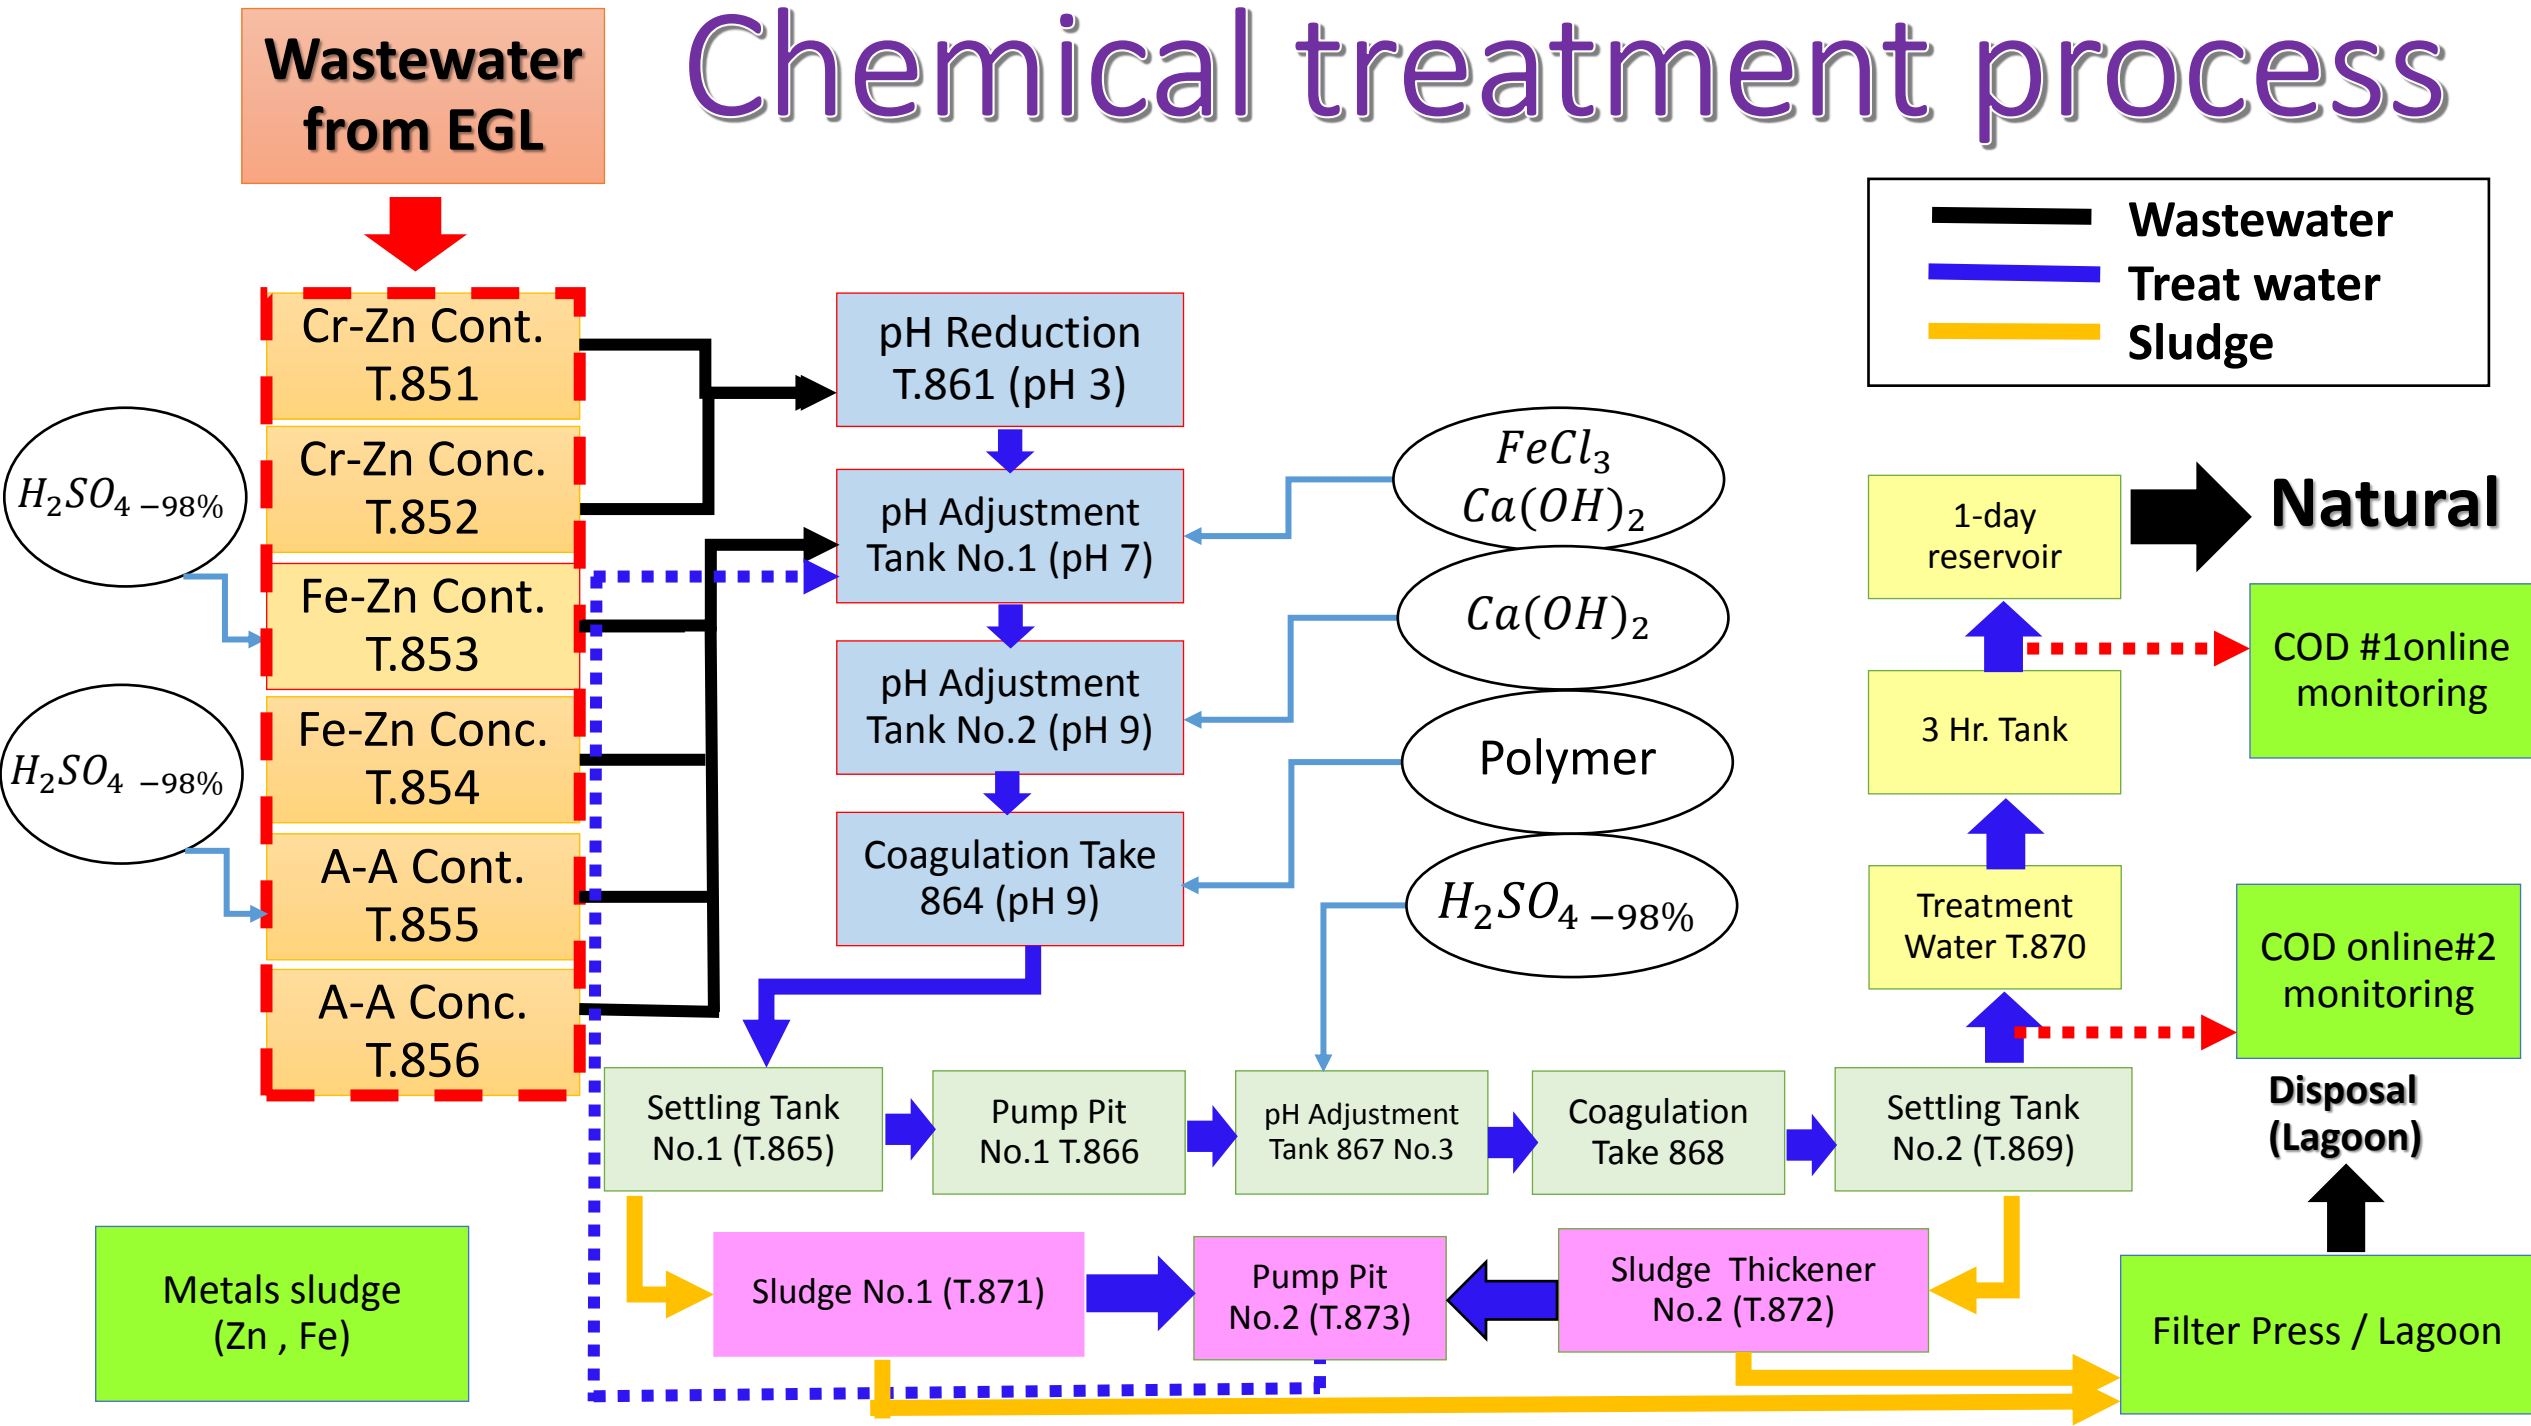 Chemical treatment process
Wastewater
from EGL
Wastewater
Treat water
Sludge
Cr-Zn Cont.
T.851
Cr-Zn Conc.
T.852
Fe-Zn Cont.
T.853
Fe-Zn Conc.
T.854
A-A Cont.
T.855
A-A Conc.
T.856
H₂SO₄ –98%
H₂SO₄ –98%
pH Reduction
T.861 (pH 3)
pH Adjustment
Tank No.1 (pH 7)
pH Adjustment
Tank No.2 (pH 9)
Coagulation Take
864 (pH 9)
FeCl₃
Ca(OH)₂
Ca(OH)₂
Polymer
H₂SO₄ –98%
1-day
reservoir
Natural
3 Hr. Tank
COD #1online
monitoring
Treatment
Water T.870
COD online#2
monitoring
Settling Tank
No.1 (T.865)
Pump Pit
No.1 T.866
pH Adjustment
Tank 867 No.3
Coagulation
Take 868
Settling Tank
No.2 (T.869)
Disposal
(Lagoon)
Metals sludge
(Zn , Fe)
Sludge No.1 (T.871)
Pump Pit
No.2 (T.873)
Sludge Thickener
No.2 (T.872)
Filter Press / Lagoon